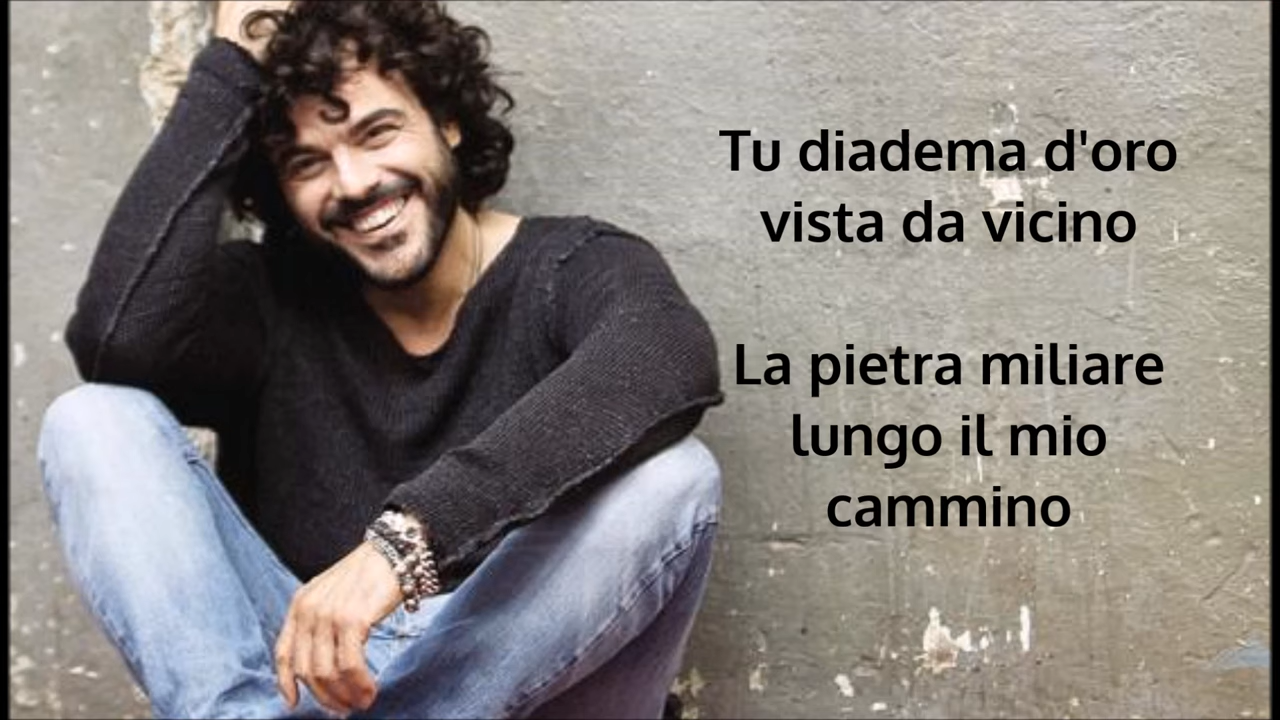 Tu diadema d'oro
vista da vicino
La pietra miliare
lungo il mio
cammino